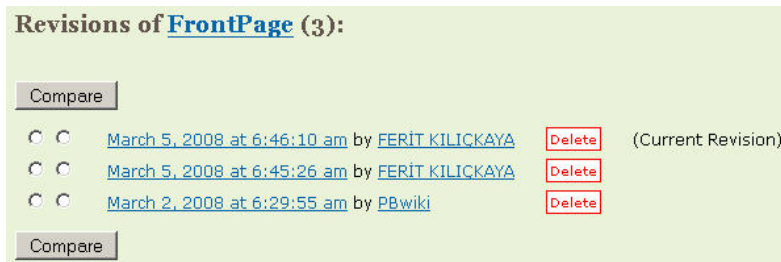 Revisions of FrontPage (3):
Compare
March 5, 2008 at 6:46:10 am by FERİT KILIÇKAYA Delete (Current Revision)
March 5, 2008 at 6:45:26 am by FERİT KILIÇKAYA Delete
March 2, 2008 at 6:29:55 am by PBwiki Delete
Compare